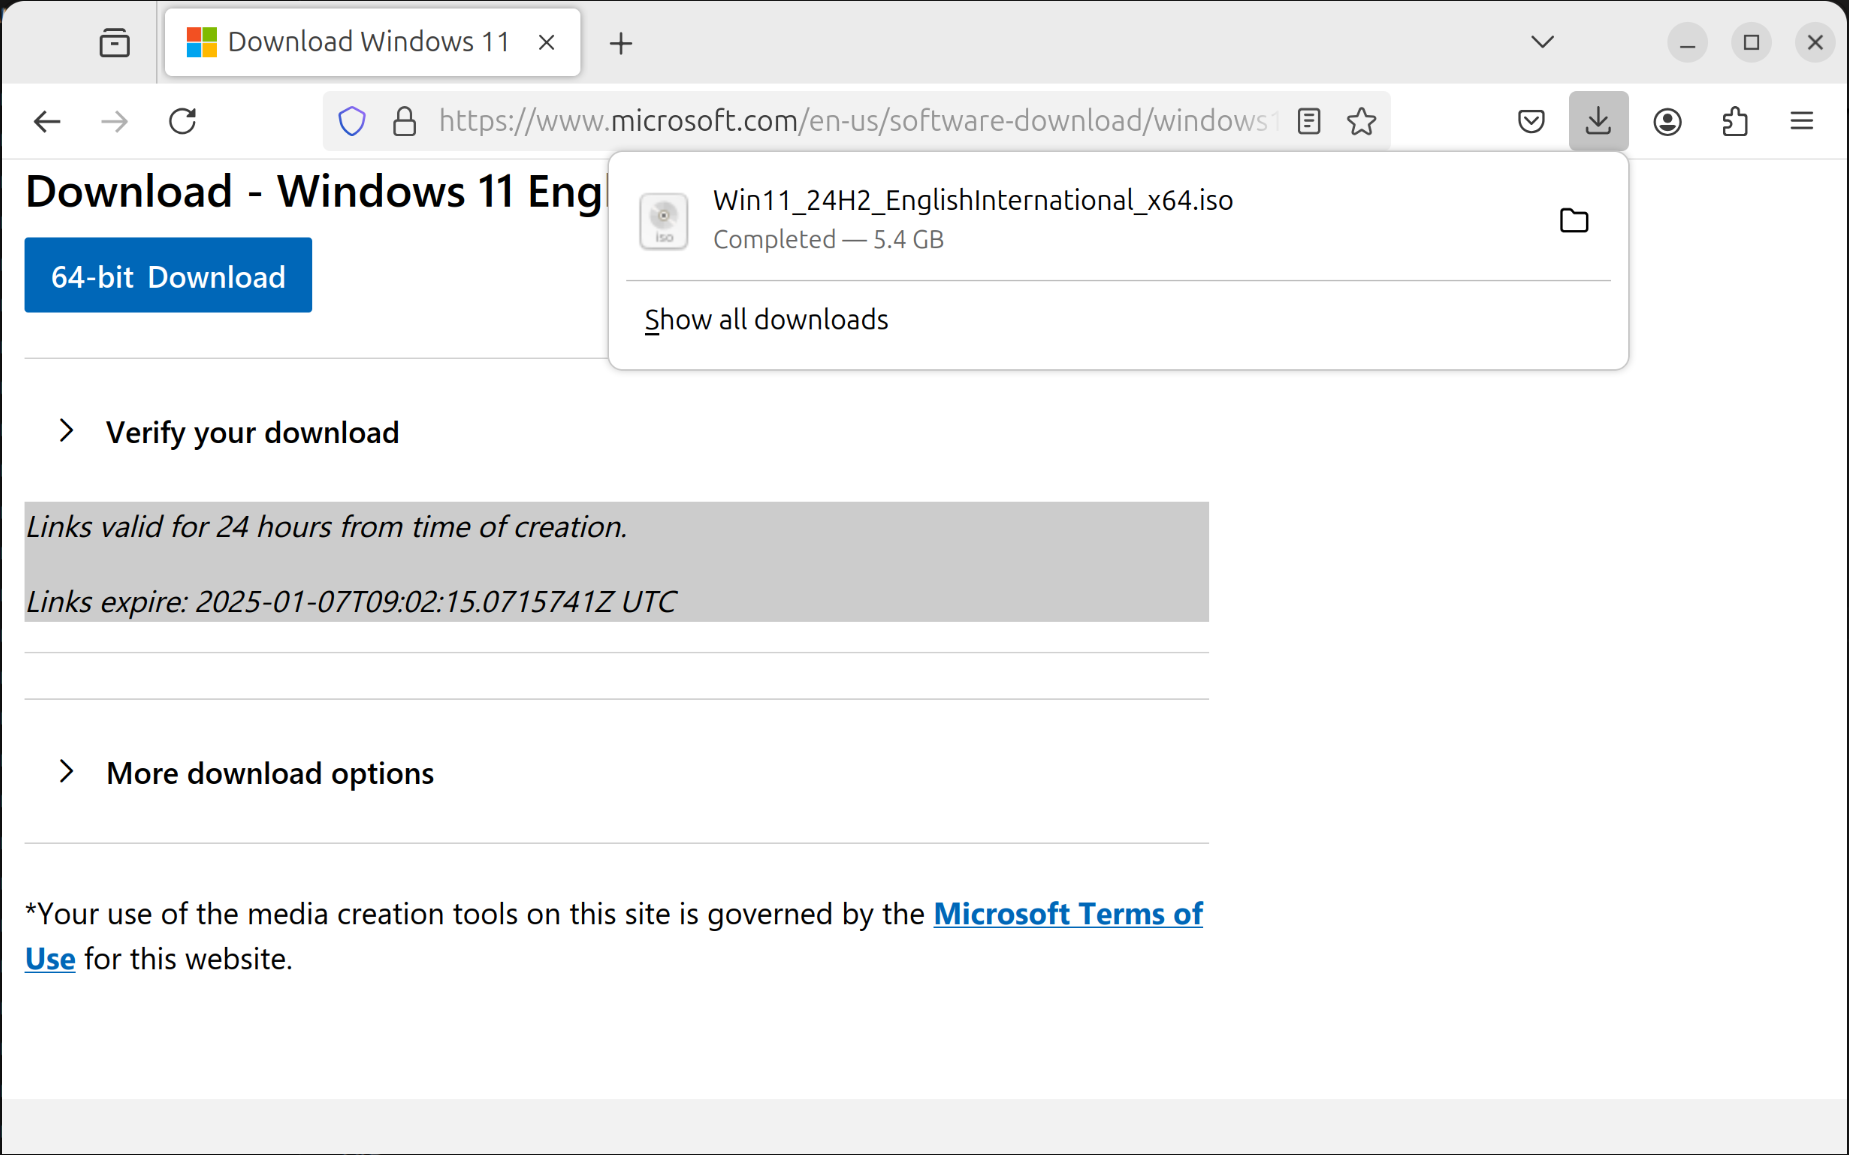 Download Windows 11
https://www.microsoft.com/en-us/software-download/windows1
Download - Windows 11 Engl
Win11_24H2_EnglishInternational_x64.iso
iso
Completed — 5.4 GB
64-bit Download
Show all downloads
Verify your download
Links valid for 24 hours from time of creation.
Links expire: 2025-01-07T09:02:15.0715741Z UTC
More download options
*Your use of the media creation tools on this site is governed by the Microsoft Terms of
Use for this website.